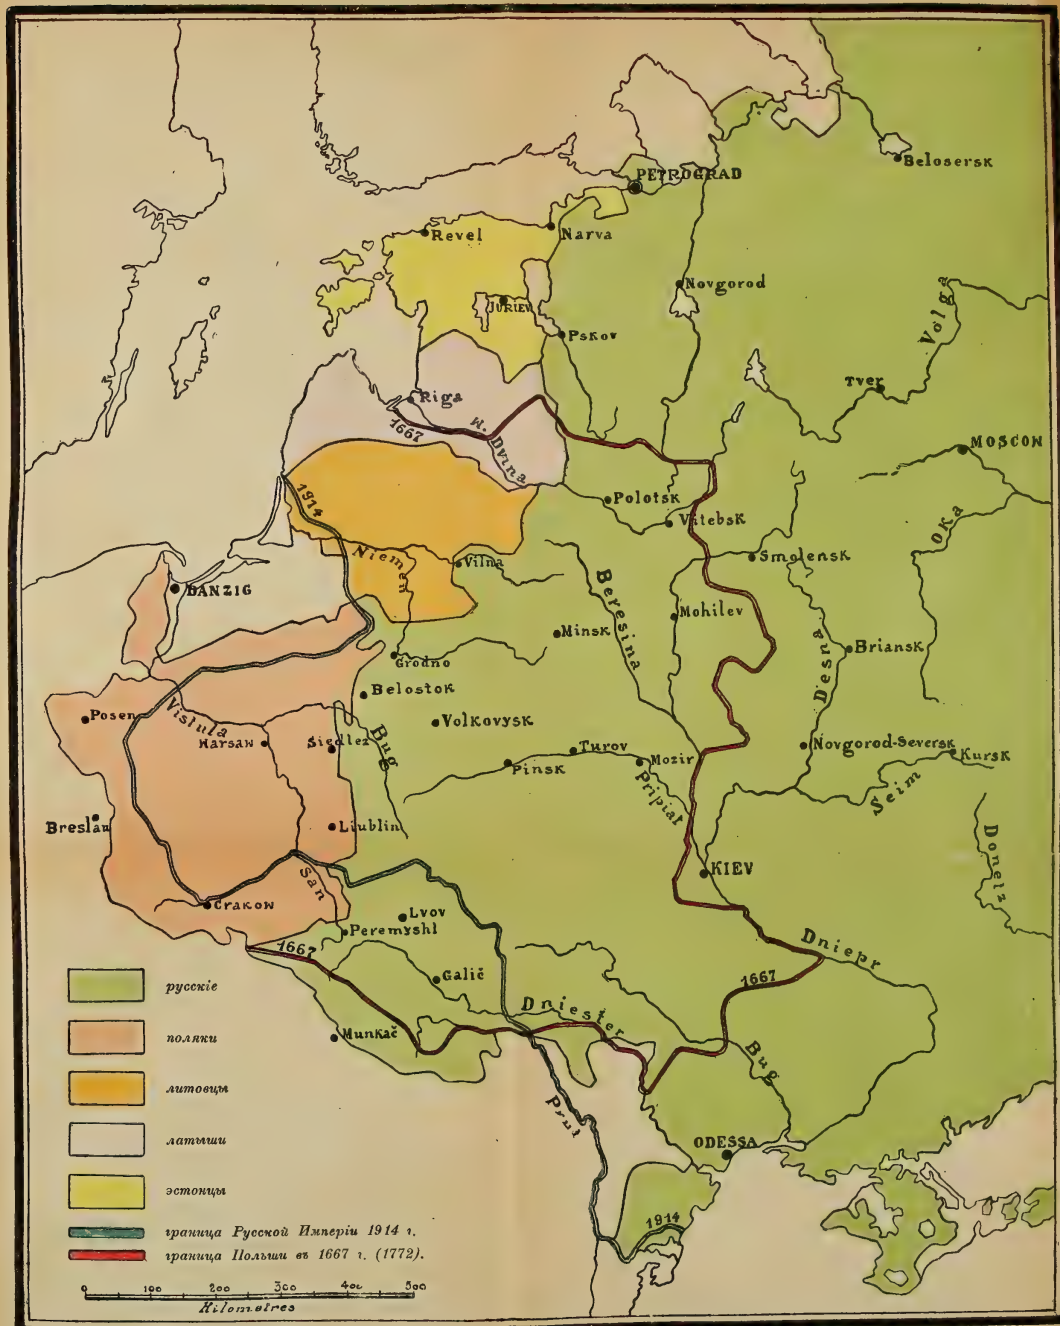 Belosersk
PETROGRAD
Revel
Narva
Novgorod
JURIEV
Pskov
Volga
Tver
Riga
1667
W. Dvina
MOSCOW
1914
Polotsk
Vitebsk
OKA
Smolensk
Niemen
Vilna
DANZIG
Beresina
Mohilev
Minsk
Desna
Briansk
Grodno
Belostok
Posen
Vistula
Volkovysk
Warsaw
Siedlez
Bug
Turov
Novgorod-Seversk
Pinsk
Mozir
Kursk
Pripiat
Seim
Breslau
Liublin
Donelz
San
KIEV
Crakow
Lvov
Peremyshl
Dniepr
1667
Galič
1667
Dniester
Munkač
Bug
Prut
ODESSA
1914
русскіе
поляки
литовцы
латыши
эстонцы
граница Русской Имперіи 1914 г.
граница Польши въ 1667 г. (1772).
0 100 200 300 400 500
Kilometres